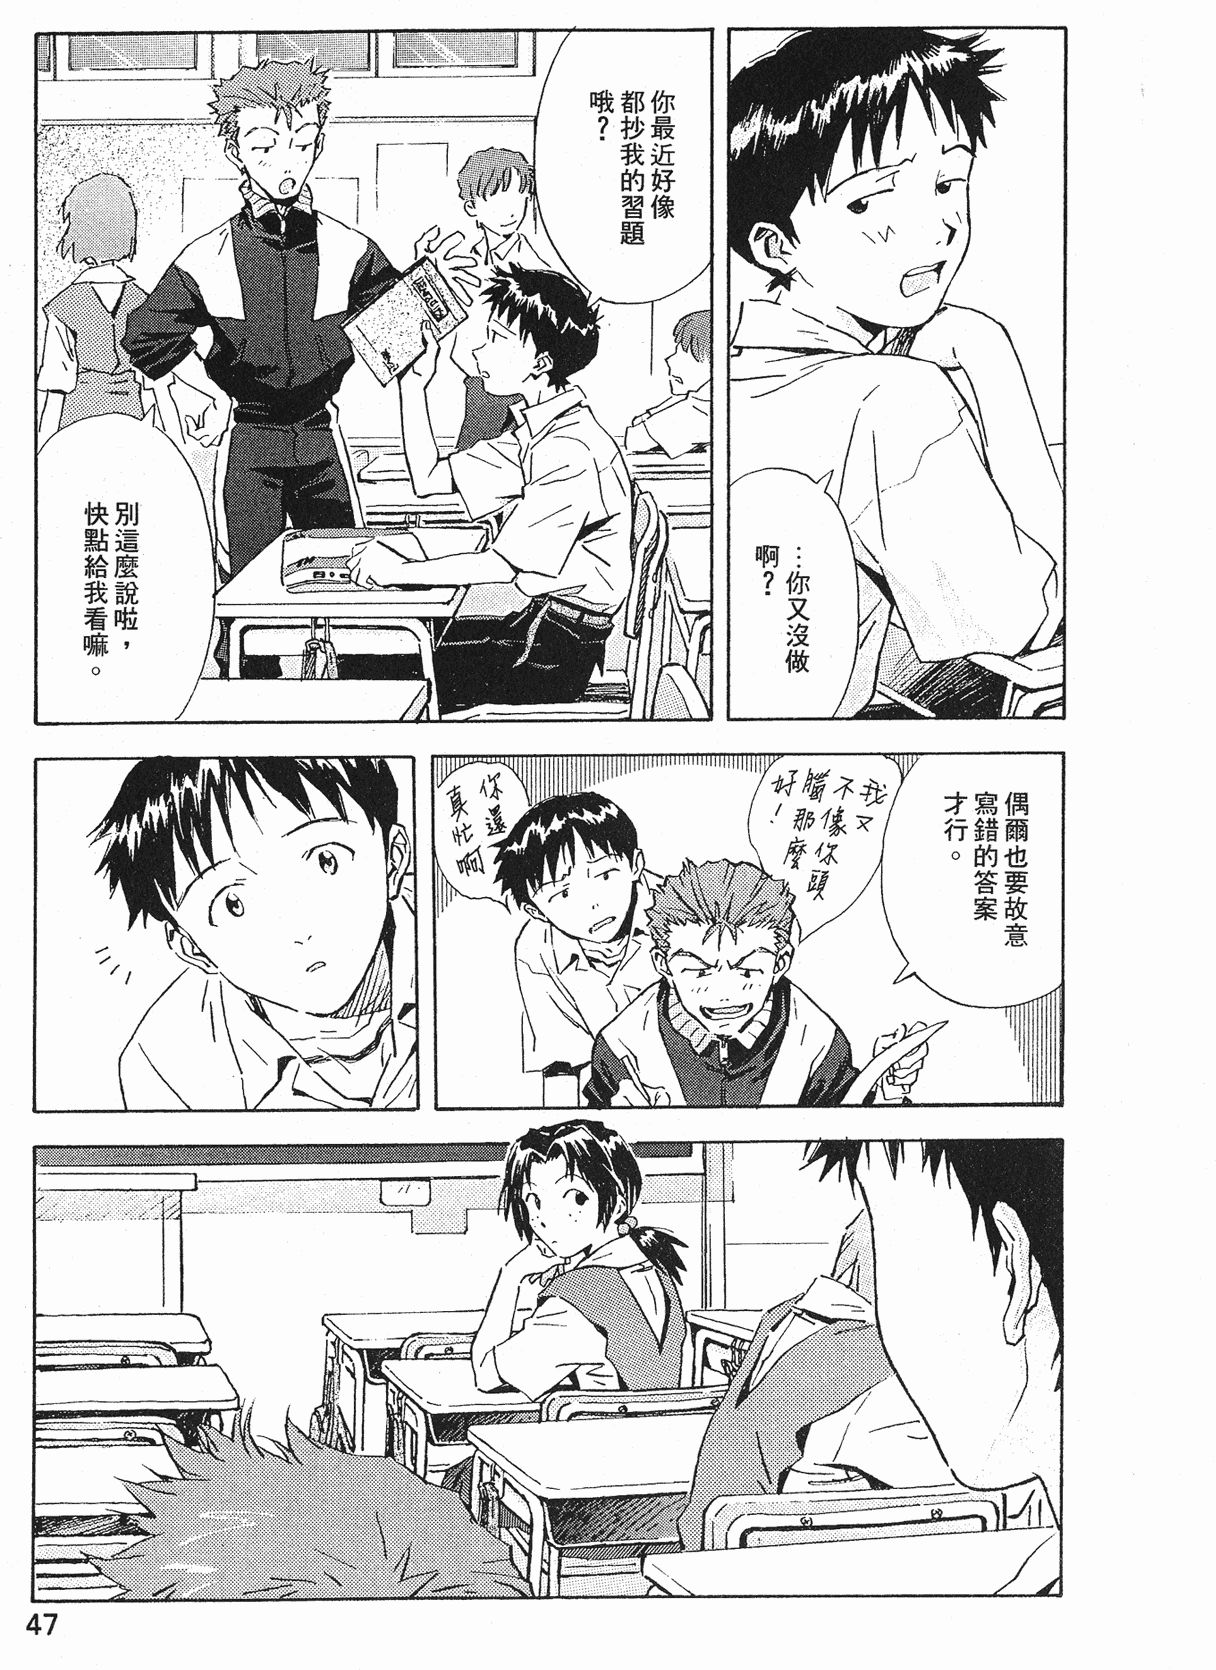 …你又沒做
啊？
你最近好像
都抄我的習題
哦？
別這麼說啦，
快點給我看嘛。
偶爾也要故意
寫錯的答案
才行。
我又
不像你頭
腦那麼
好！
你還
真忙啊
47